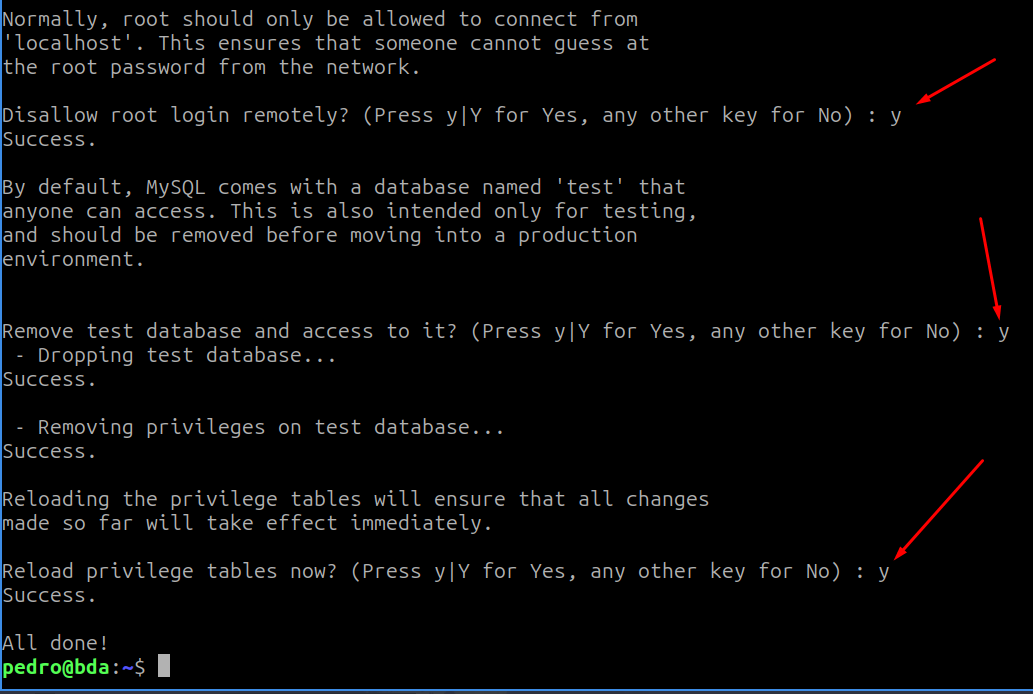 Normally, root should only be allowed to connect from
'localhost'. This ensures that someone cannot guess at
the root password from the network.
Disallow root login remotely? (Press y|Y for Yes, any other key for No) : y
Success.
By default, MySQL comes with a database named 'test' that
anyone can access. This is also intended only for testing,
and should be removed before moving into a production
environment.
Remove test database and access to it? (Press y|Y for Yes, any other key for No) : y
 - Dropping test database...
Success.
 - Removing privileges on test database...
Success.
Reloading the privilege tables will ensure that all changes
made so far will take effect immediately.
Reload privilege tables now? (Press y|Y for Yes, any other key for No) : y
Success.
All done!
pedro@bda:~$